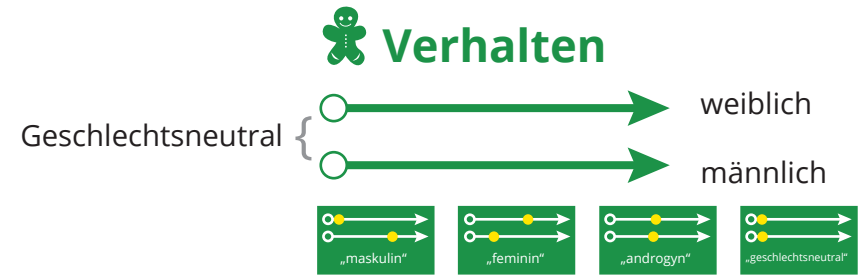 Verhalten
weiblich
Geschlechtsneutral {
männlich
„maskulin“
„feminin“
„androgyn“
„geschlechtsneutral“